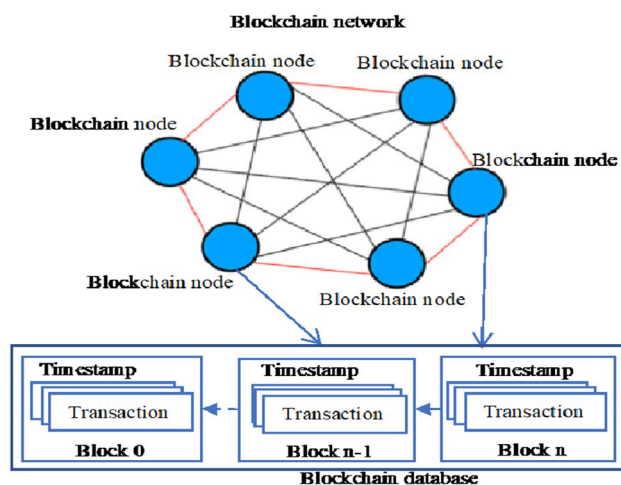 Blockchain network
Blockchain node
Blockchain node
Blockchain node
Blockchain node
Blockchain node
Blockchain node
Timestamp
Transaction
Block 0
Timestamp
Transaction
Block n-1
Timestamp
Transaction
Block n
Blockchain database